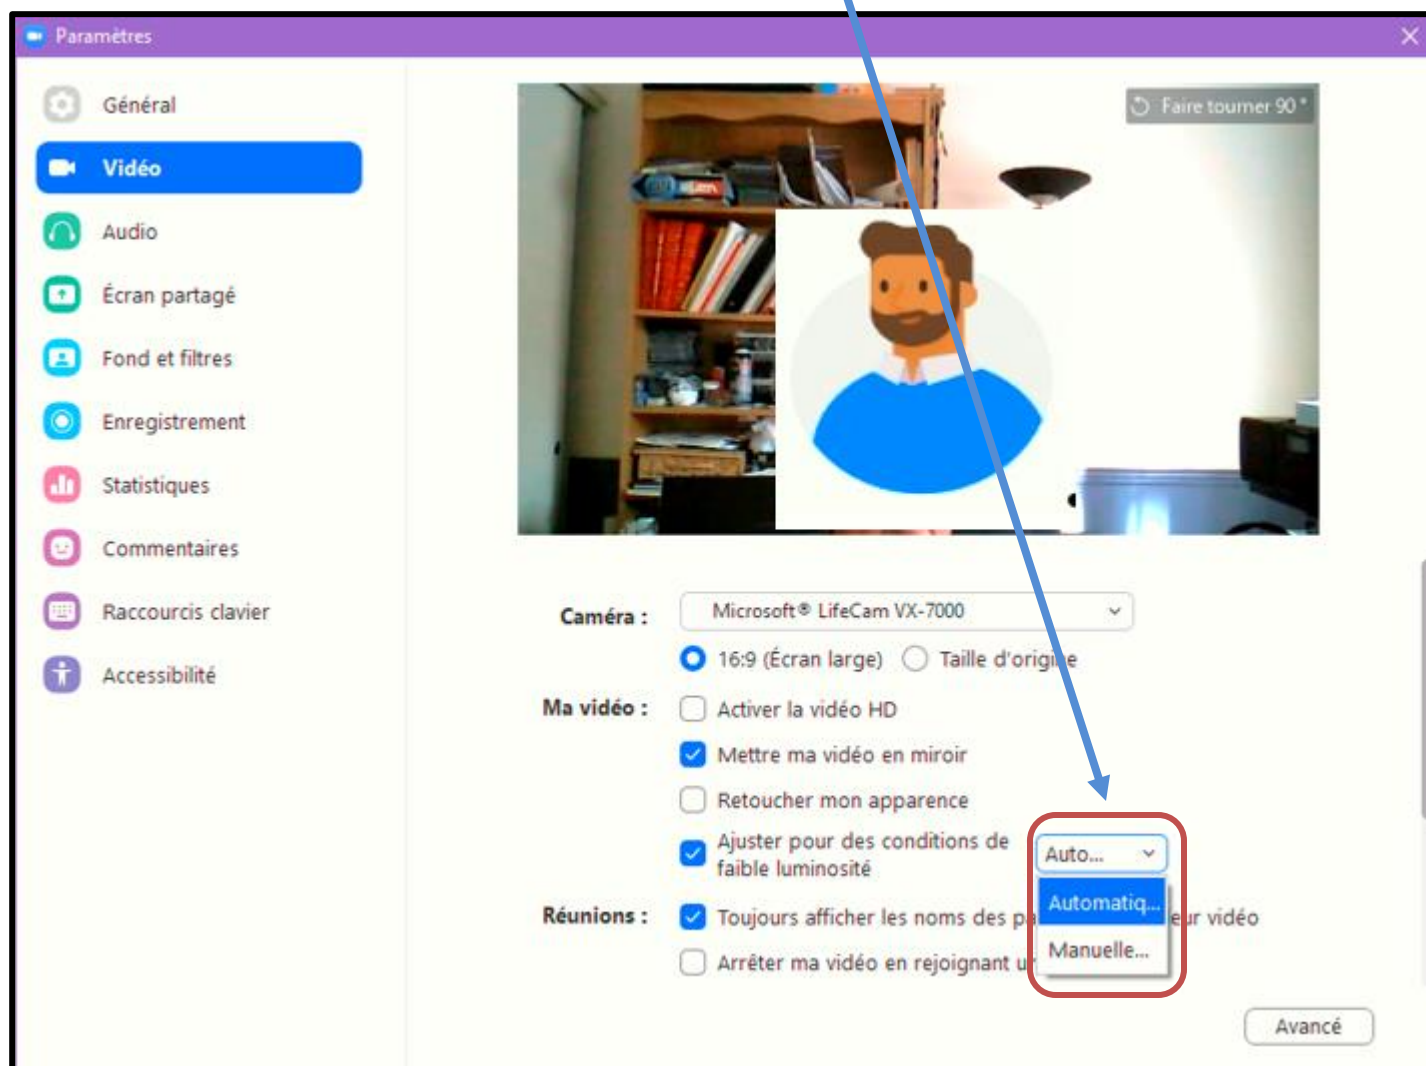 Paramètres
Général
Vidéo
Audio
Écran partagé
Fond et filtres
Enregistrement
Statistiques
Commentaires
Raccourcis clavier
Accessibilité
Faire tourner 90°
Caméra :
Microsoft® LifeCam VX-7000
16:9 (Écran large)
Taille d'origine
Ma vidéo :
Activer la vidéo HD
Mettre ma vidéo en miroir
Retoucher mon apparence
Ajuster pour des conditions de
faible luminosité
Auto...
Automatiq...
Manuelle...
Réunions :
Toujours afficher les noms des pa eur vidéo
Arrêter ma vidéo en rejoignant u
Avancé